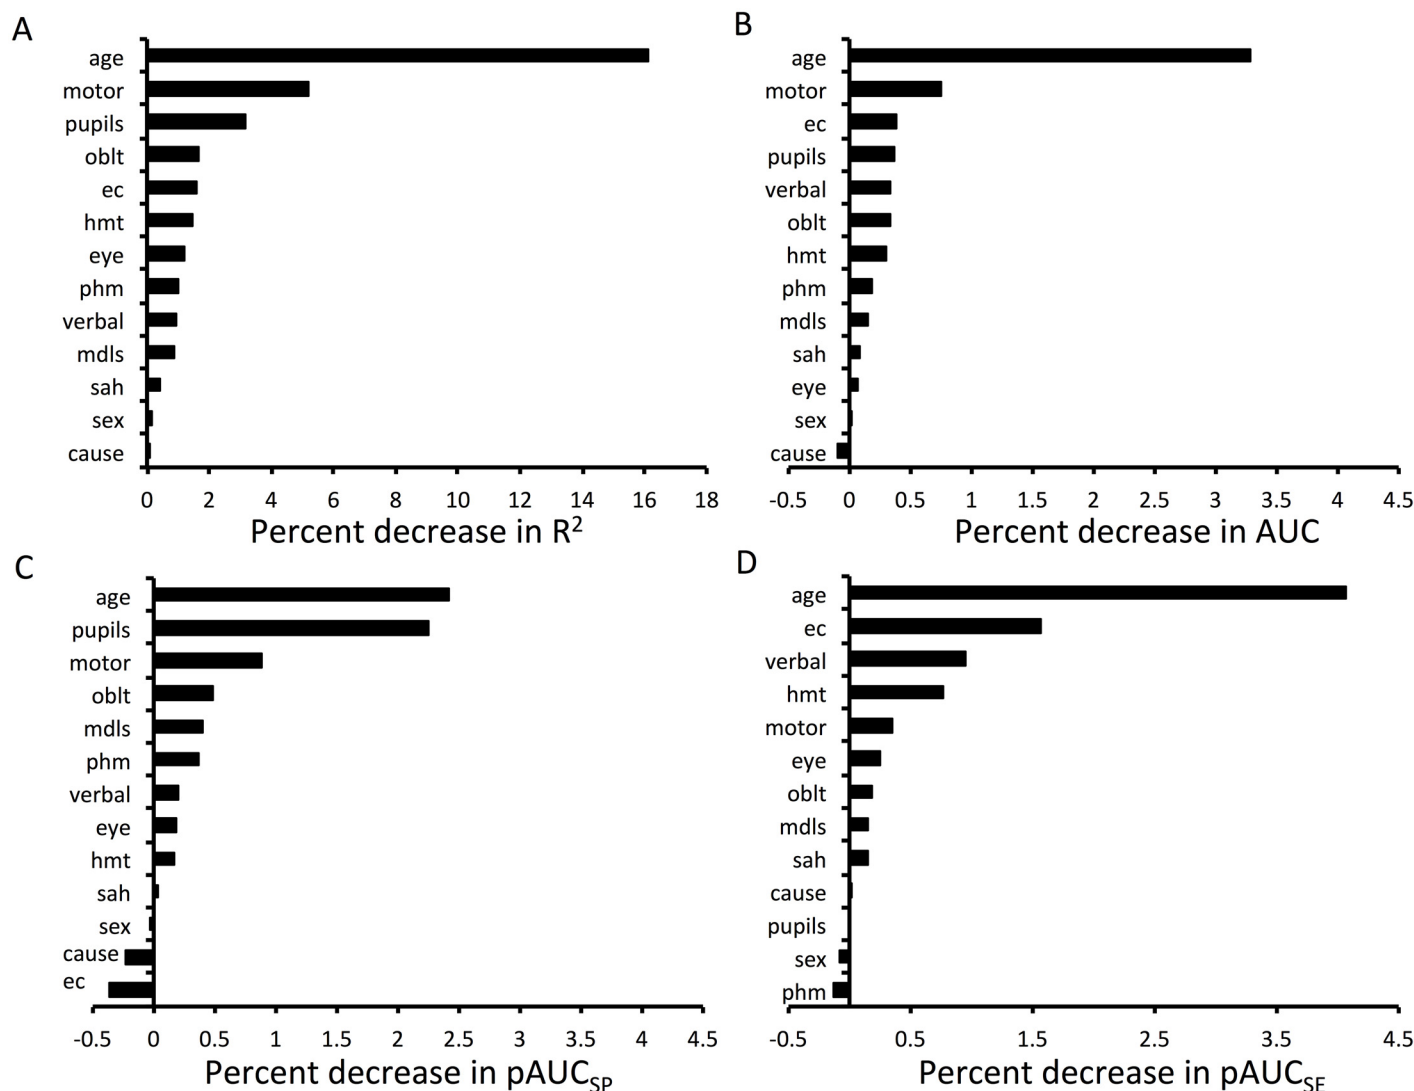 A
age
motor
pupils
oblt
ec
hmt
eye
phm
verbal
mdls
sah
sex
cause
0 2 4 6 8 10 12 14 16 18
Percent decrease in R²
B
age
motor
ec
pupils
verbal
oblt
hmt
phm
mdls
sah
eye
sex
cause
-0.5 0 0.5 1 1.5 2 2.5 3 3.5 4 4.5
Percent decrease in AUC
C
age
pupils
motor
oblt
mdls
phm
verbal
eye
hmt
sah
sex
cause
ec
-0.5 0 0.5 1 1.5 2 2.5 3 3.5 4 4.5
Percent decrease in pAUCSP
D
age
ec
verbal
hmt
motor
eye
oblt
mdls
sah
cause
pupils
sex
phm
-0.5 0.5 1.5 2.5 3.5 4.5
Percent decrease in pAUCSE